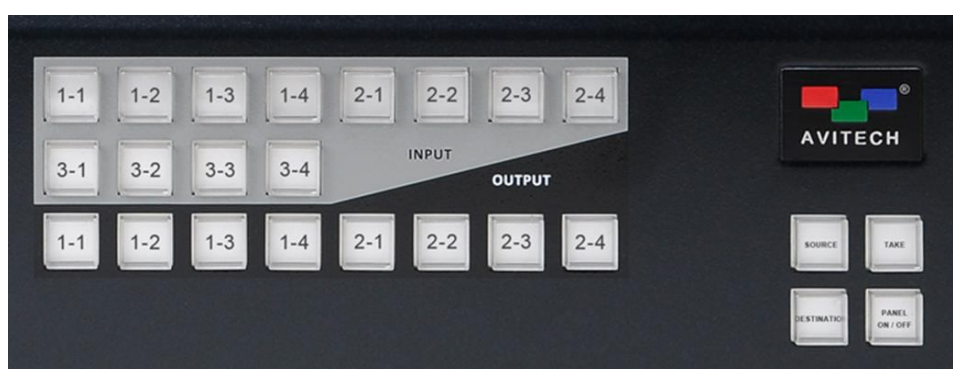 1-1 1-2 1-3 1-4 2-1 2-2 2-3 2-4
3-1 3-2 3-3 3-4
INPUT
OUTPUT
1-1 1-2 1-3 1-4 2-1 2-2 2-3 2-4
®
AVITECH
SOURCE TAKE
DESTINATION
PANEL
ON / OFF